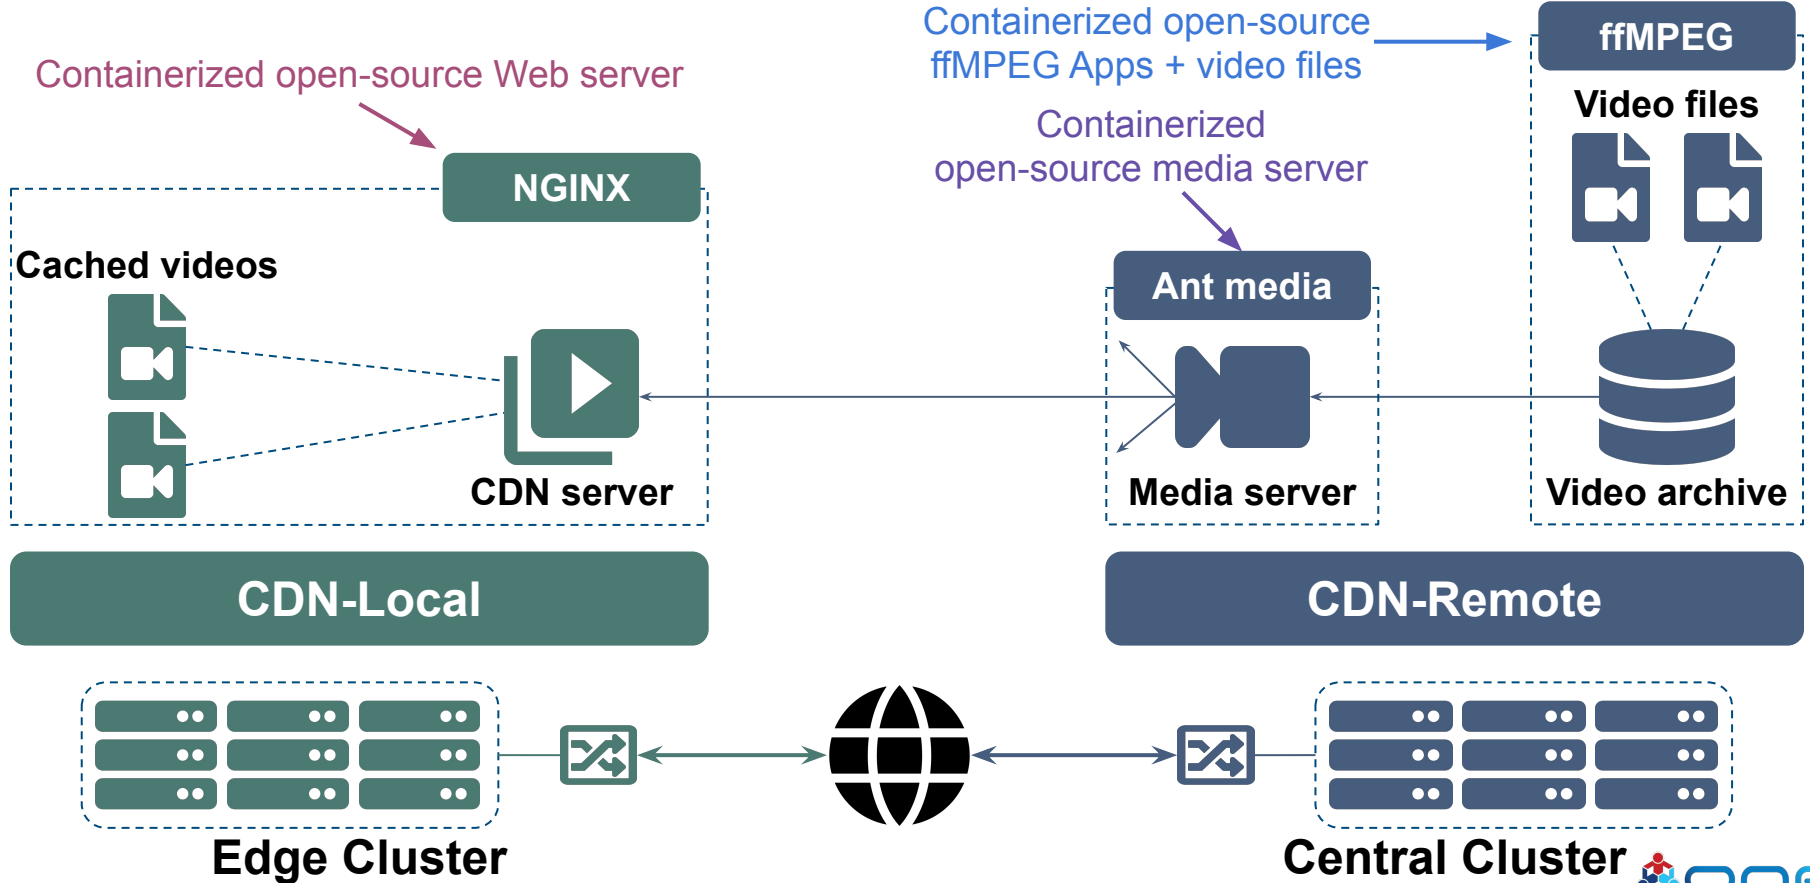 Containerized open-source
ffMPEG Apps + video files
ffMPEG
Containerized open-source Web server
Video files
Containerized
open-source media server
NGINX
Cached videos
Ant media
CDN server
Media server
Video archive
CDN-Local
CDN-Remote
Edge Cluster
Central Cluster